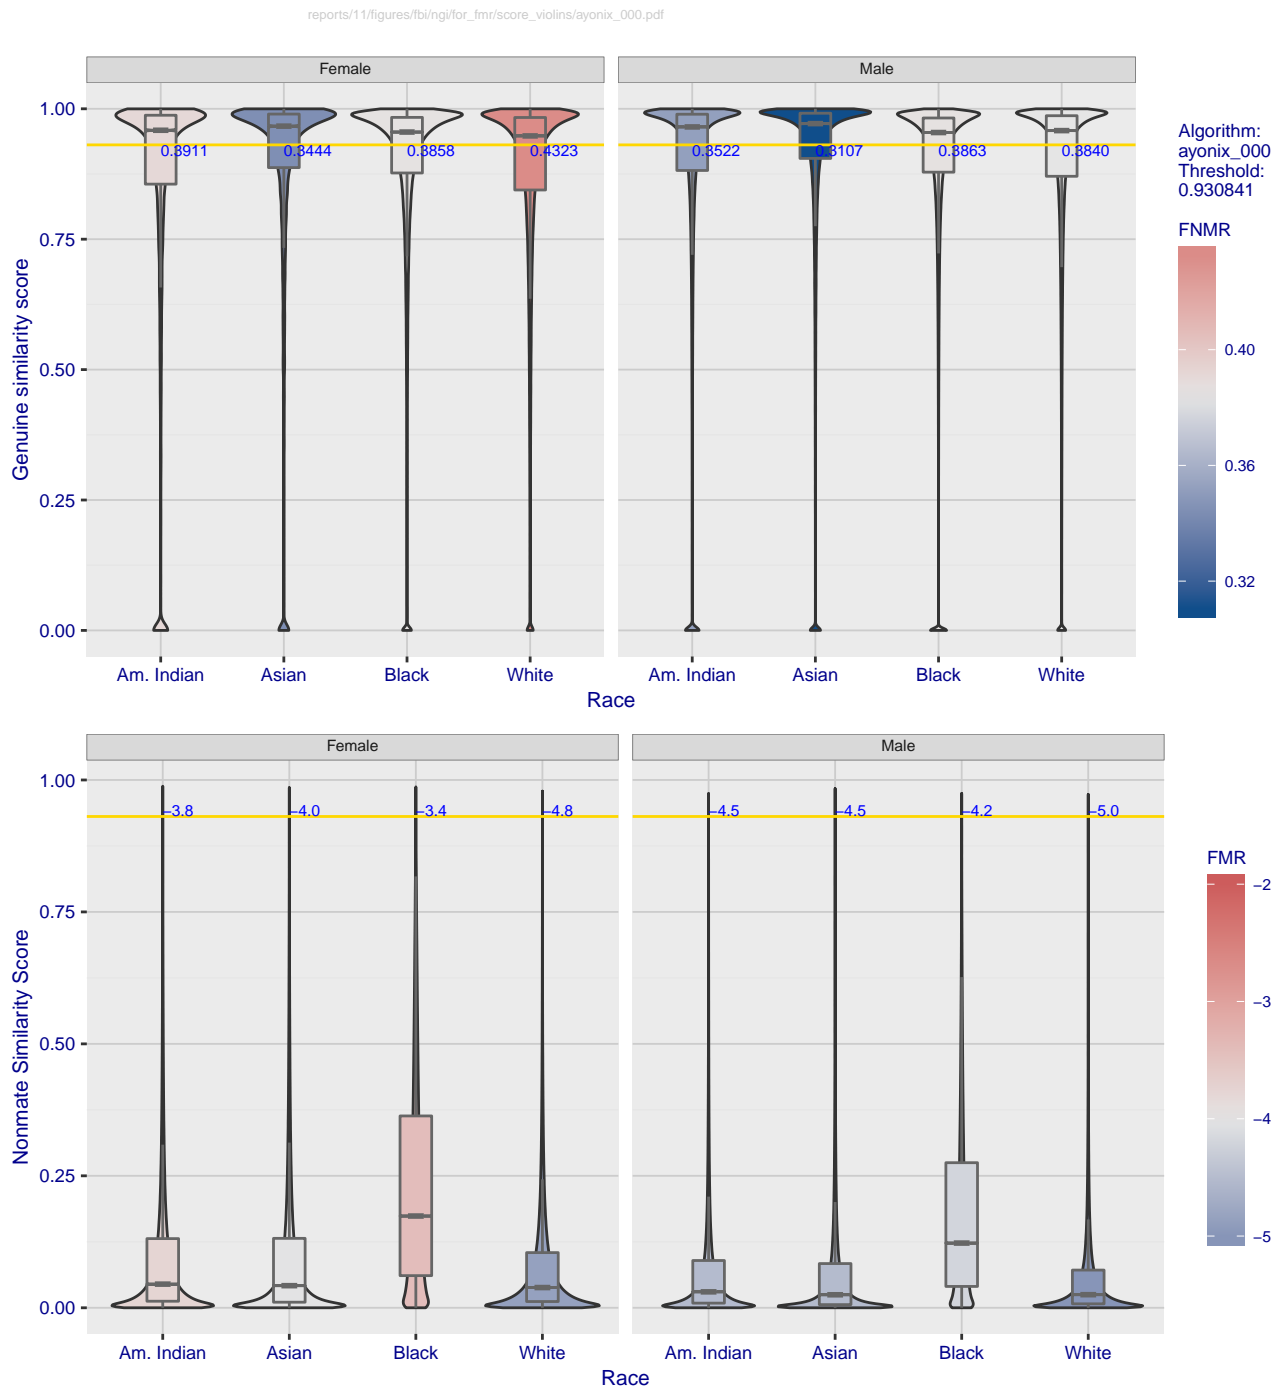 reports/11/figures/fbi/ngi/for_fmr/score_violins/ayonix_000.pdf
Female
Male
Genuine similarity score
1.00
0.75
0.50
0.25
0.00
0.3911
0.3444
0.3858
0.4323
0.3522
0.3107
0.3863
0.3840
Am. Indian
Asian
Black
White
Am. Indian
Asian
Black
White
Race
Algorithm:
ayonix_000
Threshold:
0.930841
FNMR
0.40
0.36
0.32
Female
Male
Nonmate Similarity Score
1.00
0.75
0.50
0.25
0.00
−3.8
−4.0
−3.4
−4.8
−4.5
−4.5
−4.2
−5.0
Am. Indian
Asian
Black
White
Am. Indian
Asian
Black
White
Race
FMR
−2
−3
−4
−5